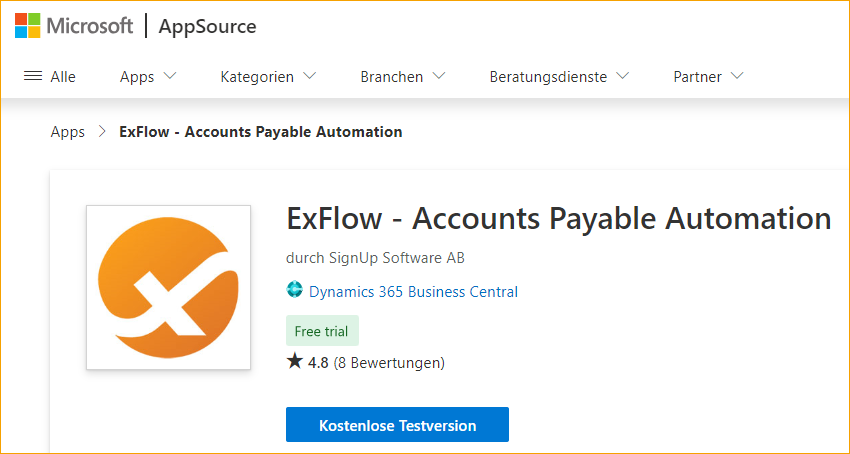 Microsoft | AppSource
Alle Apps Kategorien Branchen Beratungsdienste Partner
Apps > ExFlow - Accounts Payable Automation
ExFlow - Accounts Payable Automation
durch SignUp Software AB
Dynamics 365 Business Central
Free trial
★ 4.8 (8 Bewertungen)
Kostenlose Testversion